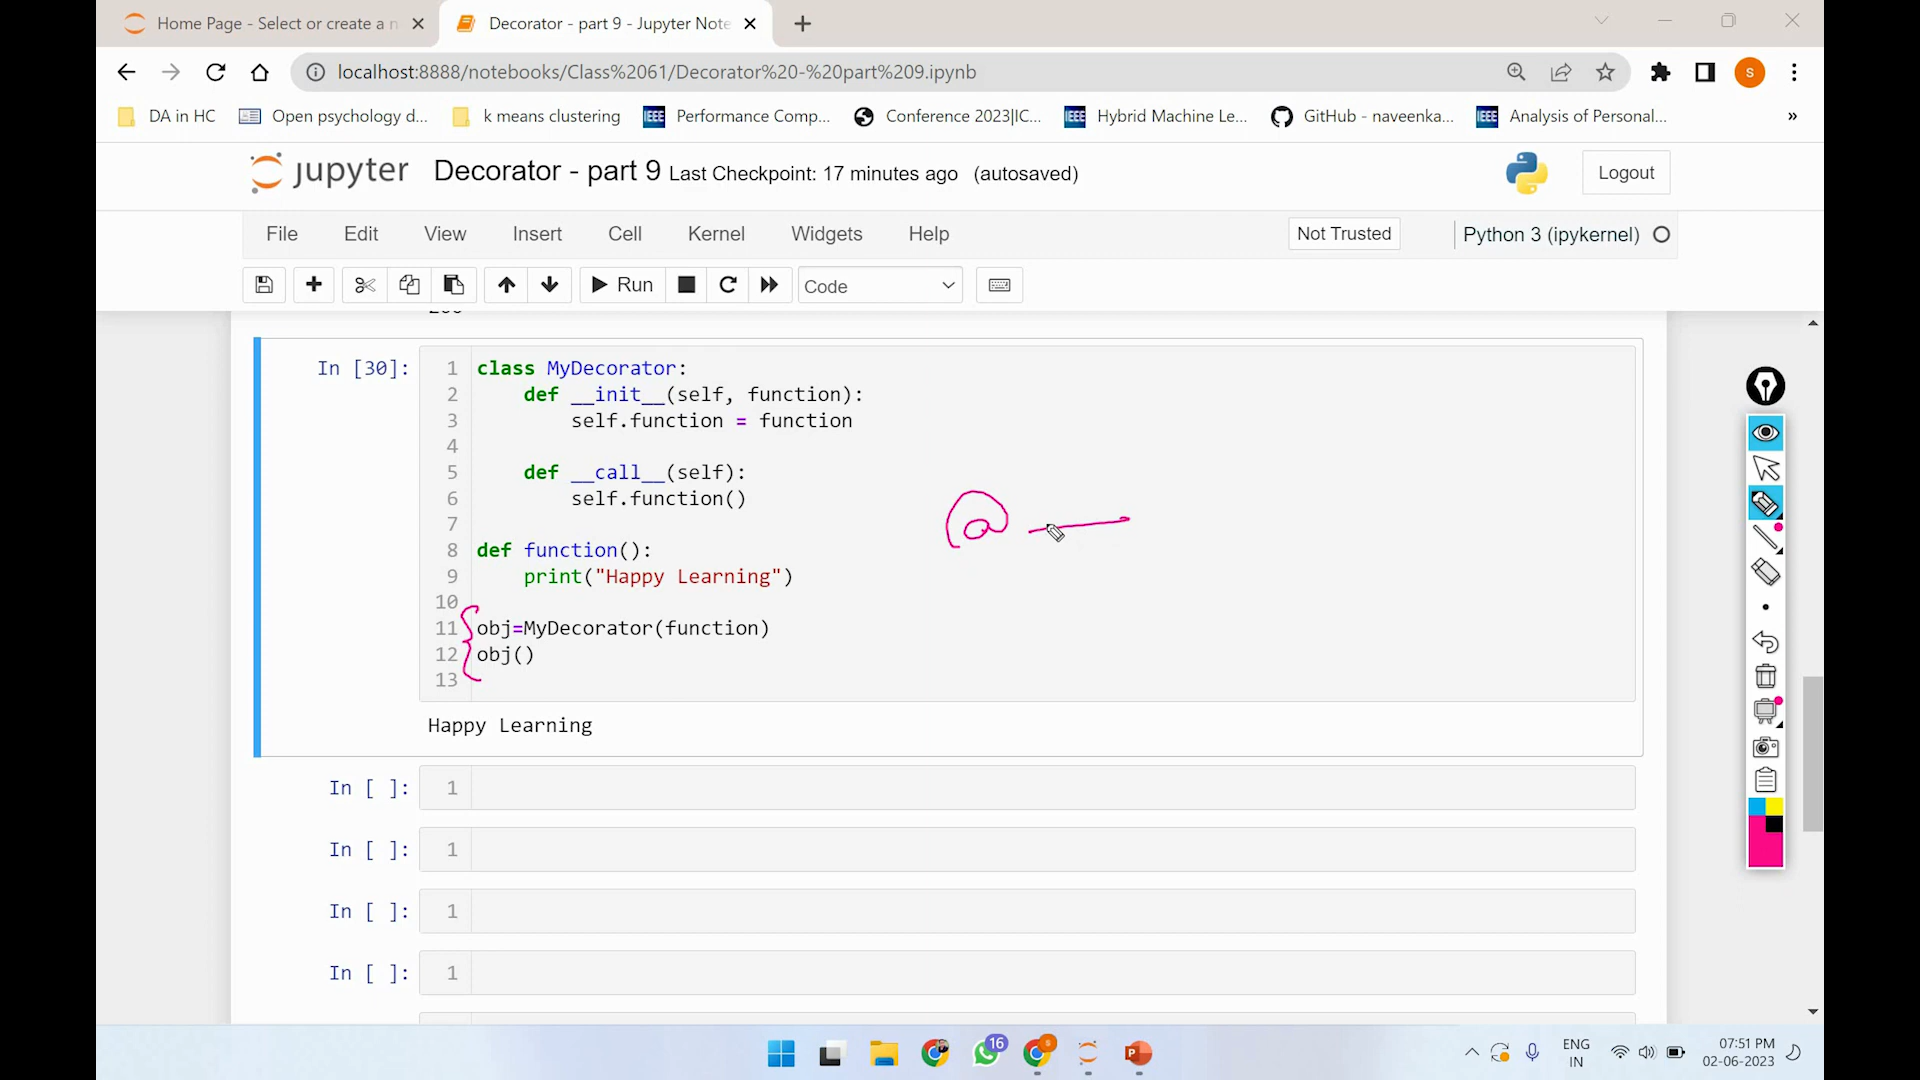 Home Page - Select or create a n
Decorator - part 9 - Jupyter Note
localhost:8888/notebooks/Class%2061/Decorator%20-%20part%209.ipynb
S
DA in HC
Open psychology d...
k means clustering
IEEE
Performance Comp...
Conference 2023|IC...
IEEE
Hybrid Machine Le...
GitHub - naveenka...
IEEE
Analysis of Personal...
»
jupyter Decorator - part 9 Last Checkpoint: 17 minutes ago (autosaved)
Logout
File Edit View Insert Cell Kernel Widgets Help
Not Trusted
Python 3 (ipykernel)
Run
Code
In [30]:
1 class MyDecorator:
2 def __init__(self, function):
3 self.function = function
4
5 def __call__(self):
6 self.function()
7
8 def function():
9 print("Happy Learning")
10
11 obj=MyDecorator(function)
12 obj()
13
@
Happy Learning
In [ ]: 1
In [ ]: 1
In [ ]: 1
In [ ]: 1
16
S
ENG
IN
07:51 PM
02-06-2023